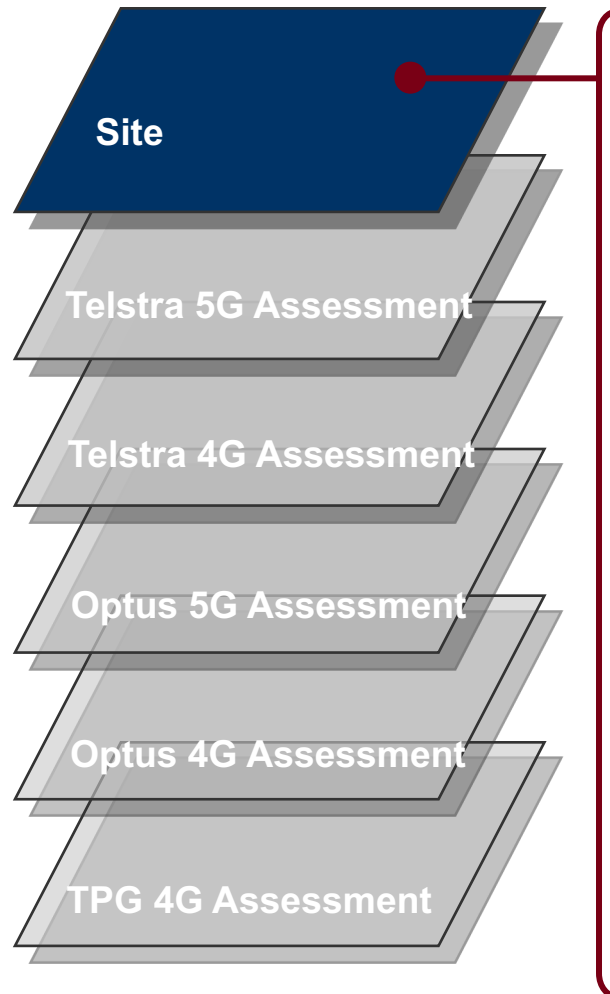 Site
Telstra 5G Assessment
Telstra 4G Assessment
Optus 5G Assessment
Optus 4G Assessment
TPG 4G Assessment